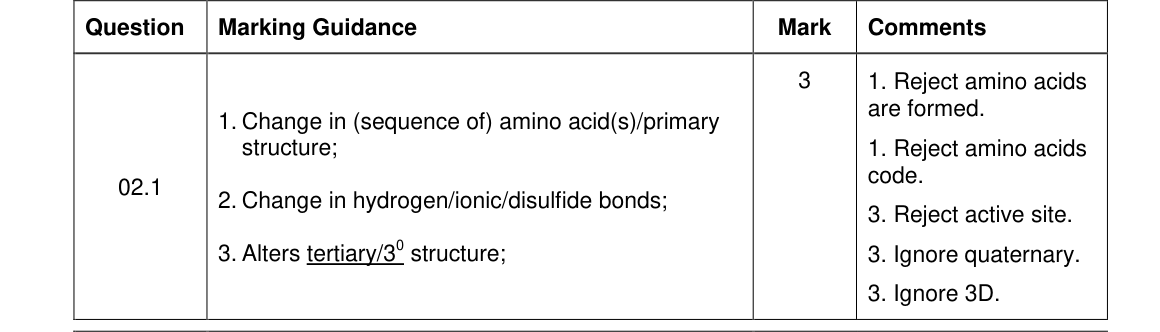 Question Marking Guidance Mark Comments
02.1
1. Change in (sequence of) amino acid(s)/primary
structure;
2. Change in hydrogen/ionic/disulfide bonds;
3. Alters tertiary/3⁰ structure;
3
1. Reject amino acids
are formed.
1. Reject amino acids
code.
3. Reject active site.
3. Ignore quaternary.
3. Ignore 3D.